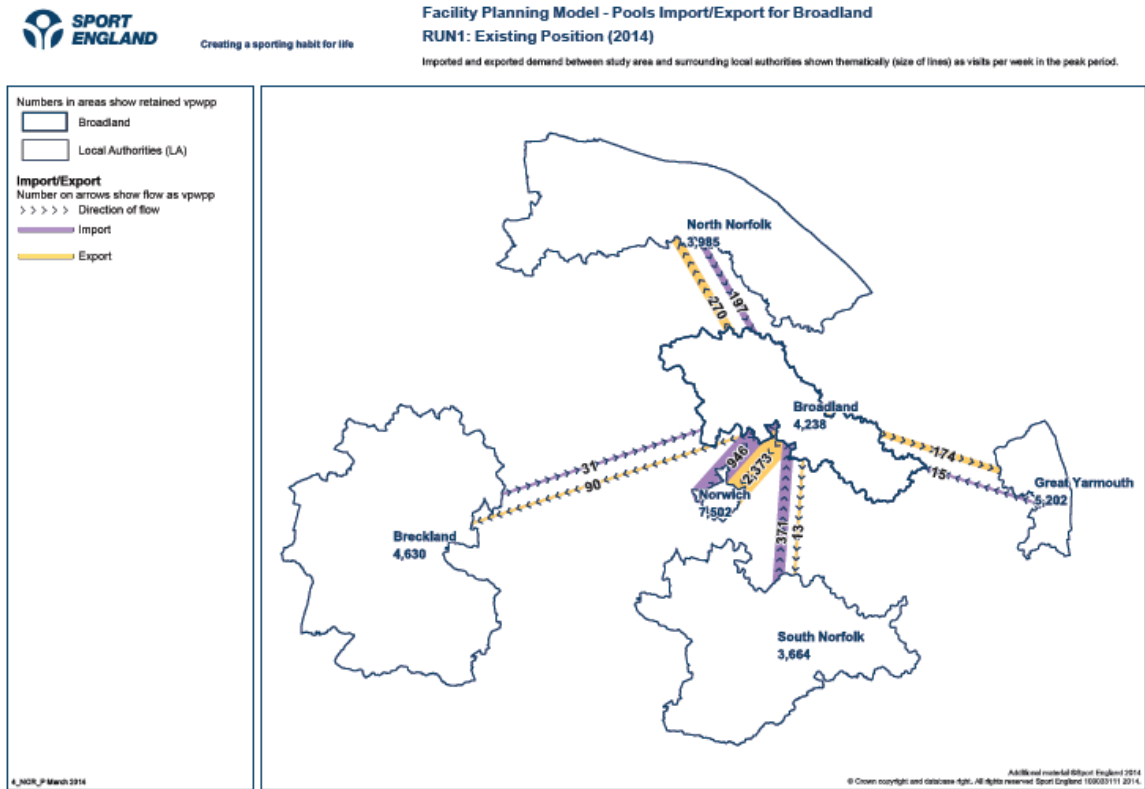 SPORT
ENGLAND
Creating a sporting habit for life
Facility Planning Model - Pools Import/Export for Broadland
RUN1: Existing Position (2014)
Imported and exported demand between study area and surrounding local authorities shown thematically (size of lines) as visits per week in the peak period.
Numbers in areas show retained vpwpp
Broadland
Local Authorities (LA)
Import/Export
Number on arrows show flow as vpwpp
> > > > > Direction of flow
Import
Export
North Norfolk
3,985
270
197
Broadland
4,238
174
15
Great Yarmouth
5,202
31
90
946
2,373
Norwich
7,502
Breckland
4,630
371
13
South Norfolk
3,664
4_NGR_P March 2014
Additional material ©Sport England 2014
© Crown copyright and database right. All rights reserved Sport England 100033111 2014.